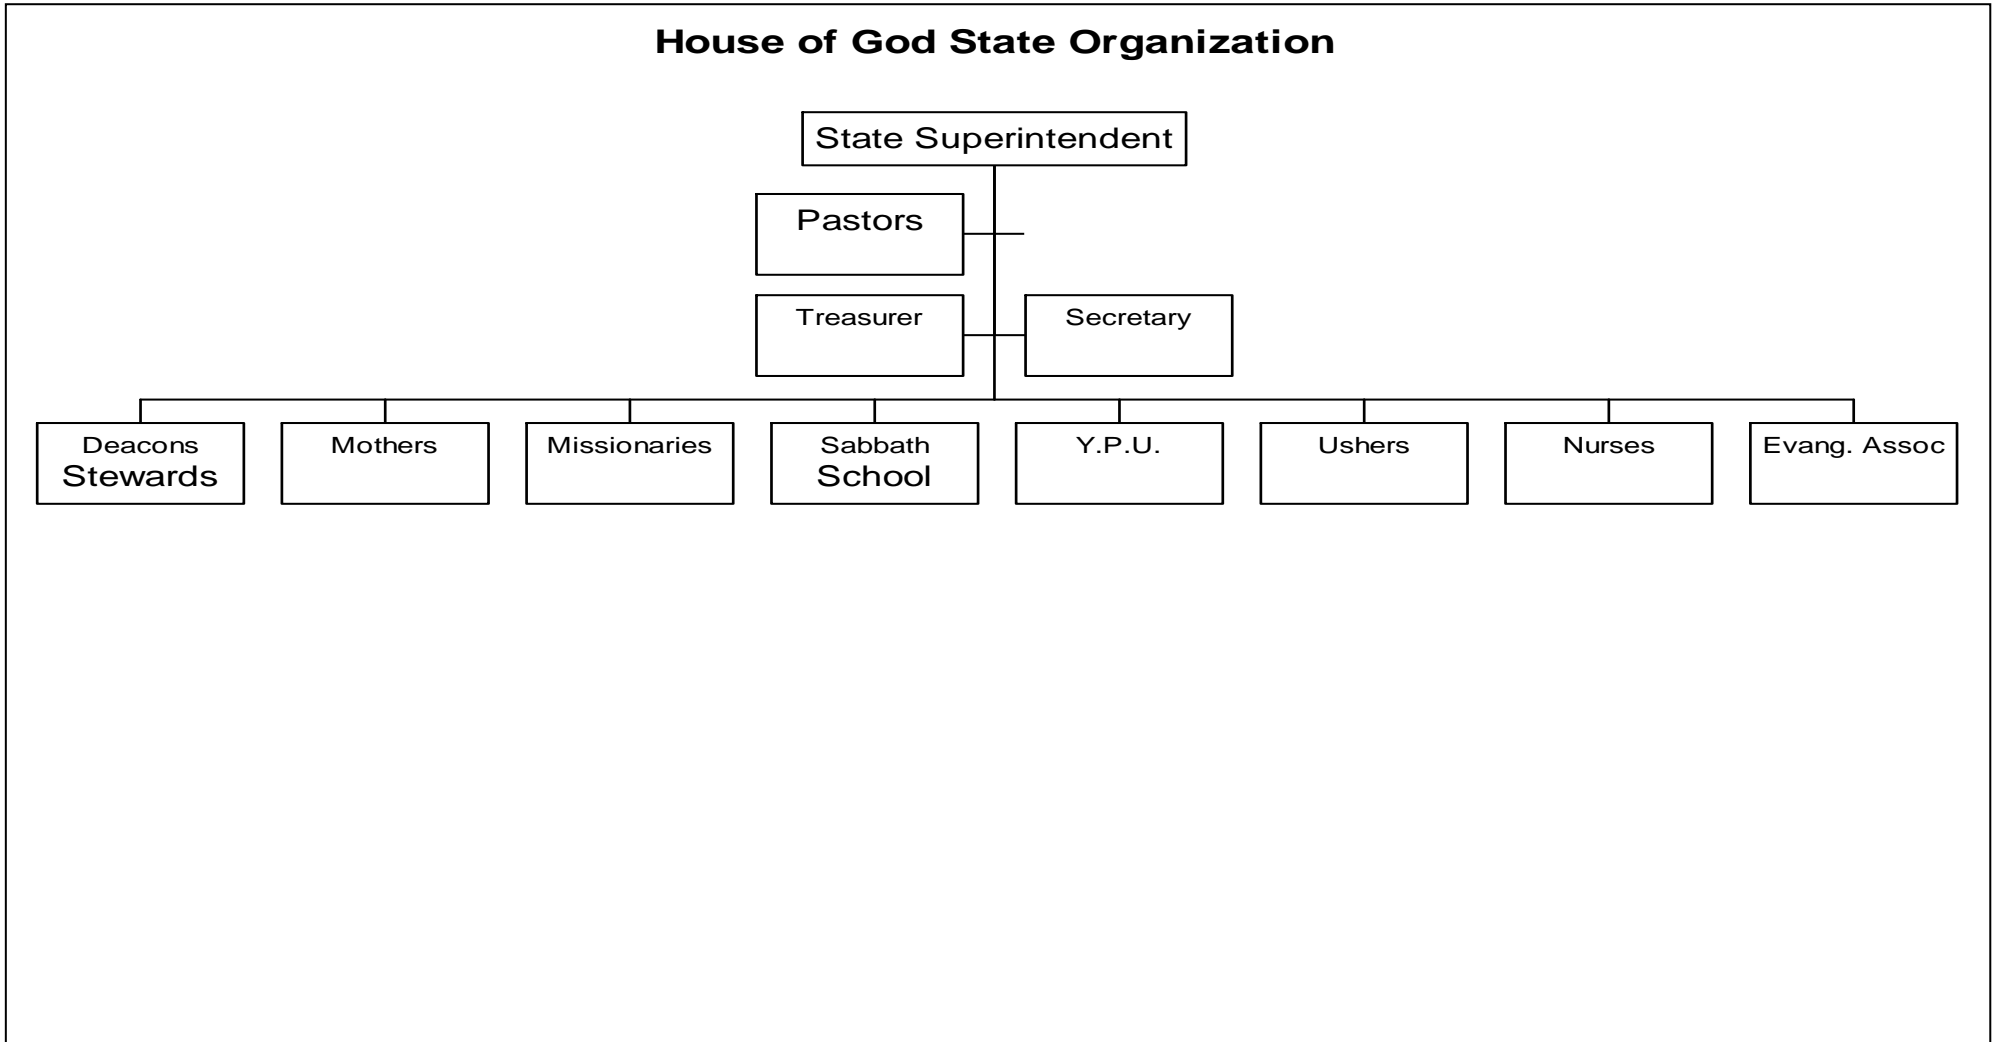 House of God State Organization
State Superintendent
Pastors
Treasurer
Secretary
Deacons
Stewards
Mothers
Missionaries
Sabbath
School
Y.P.U.
Ushers
Nurses
Evang. Assoc